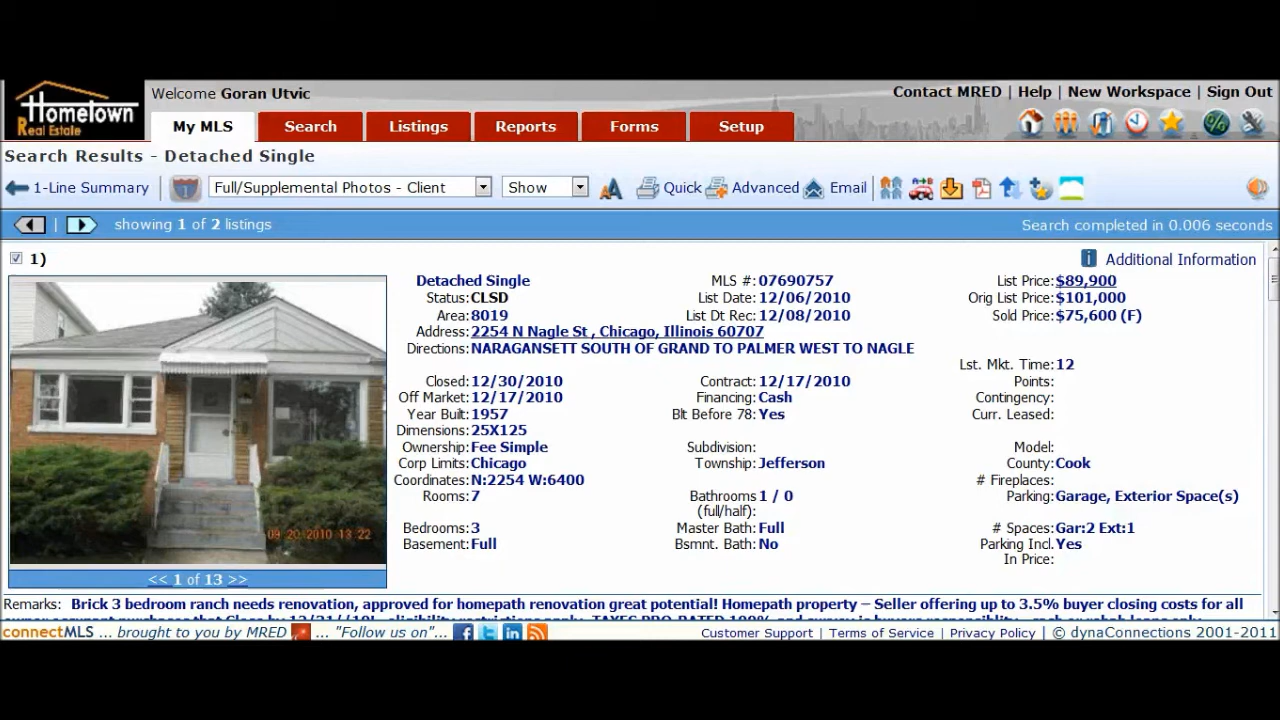 Hometown
Real Estate
Welcome Goran Utvic
Contact MRED | Help | New Workspace | Sign Out
My MLS Search Listings Reports Forms Setup
Search Results - Detached Single
1-Line Summary 1 Full/Supplemental Photos - Client Show AA Quick Advanced Email
showing 1 of 2 listings Search completed in 0.006 seconds
1) i Additional Information
Detached Single MLS #: 07690757 List Price: $89,900
Status: CLSD List Date: 12/06/2010 Orig List Price: $101,000
Area: 8019 List Dt Rec: 12/08/2010 Sold Price: $75,600 (F)
Address: 2254 N Nagle St , Chicago, Illinois 60707
Directions: NARAGANSETT SOUTH OF GRAND TO PALMER WEST TO NAGLE
Lst. Mkt. Time: 12
Closed: 12/30/2010 Contract: 12/17/2010 Points:
Off Market: 12/17/2010 Financing: Cash Contingency:
Year Built: 1957 Blt Before 78: Yes Curr. Leased:
Dimensions: 25X125
Ownership: Fee Simple Subdivision: Model:
Corp Limits: Chicago Township: Jefferson County: Cook
Coordinates: N:2254 W:6400 # Fireplaces:
Rooms: 7 Bathrooms 1 / 0 Parking: Garage, Exterior Space(s)
(full/half):
Bedrooms: 3 Master Bath: Full # Spaces: Gar:2 Ext:1
Basement: Full Bsmnt. Bath: No Parking Incl. Yes
In Price:
09 20 2010 13 22
<< 1 of 13 >>
Remarks: Brick 3 bedroom ranch needs renovation, approved for homepath renovation great potential! Homepath property – Seller offering up to 3.5% buyer closing costs for all
connectMLS ... brought to you by MRED ... "Follow us on"... Customer Support | Terms of Service | Privacy Policy | © dynaConnections 2001-2011